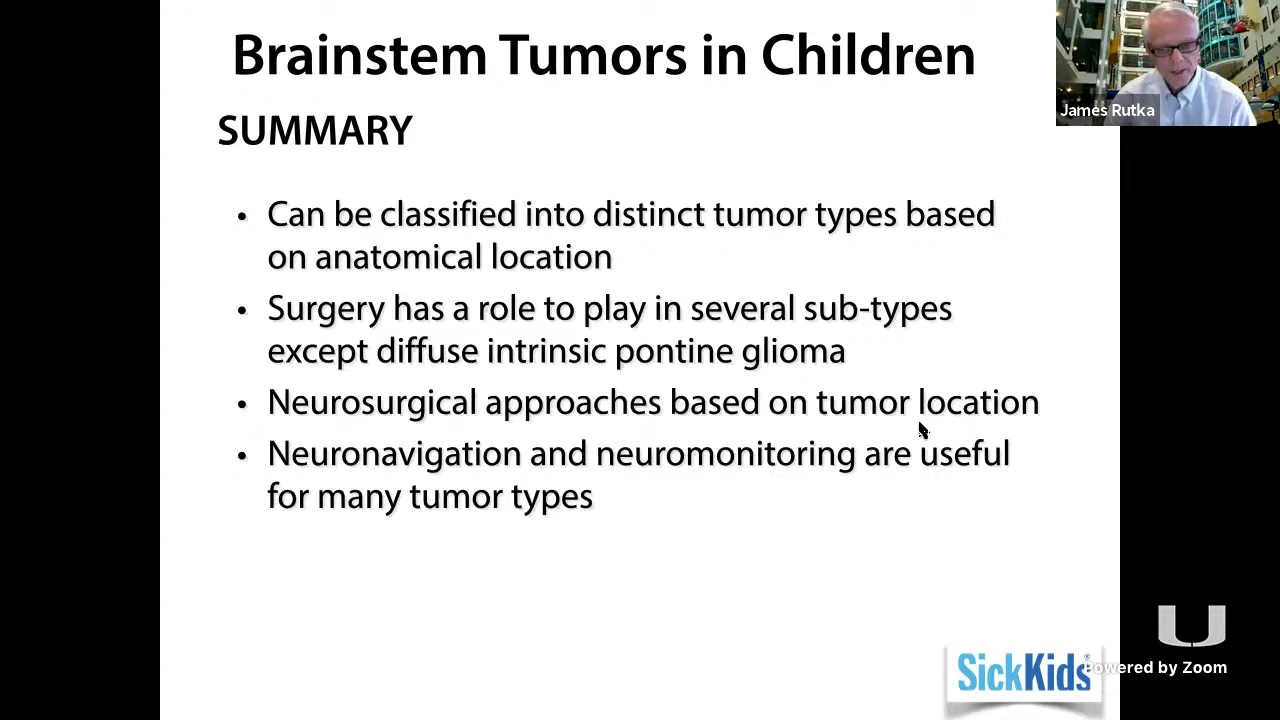 Brainstem Tumors in Children
James Rutka
SUMMARY
• Can be classified into distinct tumor types based
on anatomical location
• Surgery has a role to play in several sub-types
except diffuse intrinsic pontine glioma
• Neurosurgical approaches based on tumor location
• Neuronavigation and neuromonitoring are useful
for many tumor types
U
SickKids®
Powered by Zoom